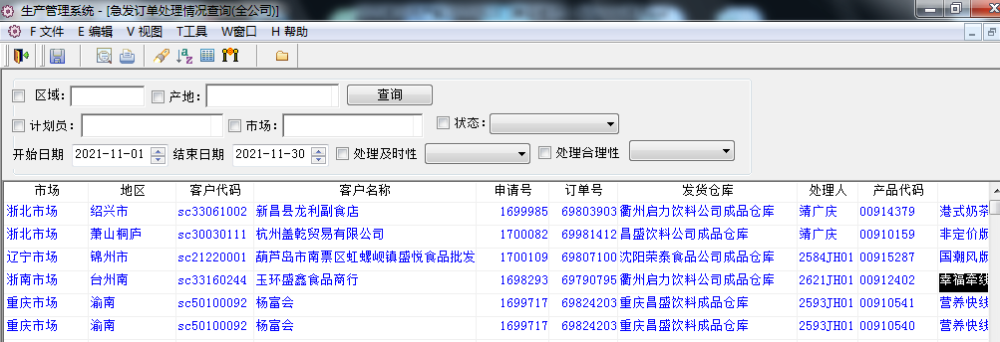 生产管理系统 - [急发订单处理情况查询(全公司)]
F 文件 E 编辑 V 视图 T工具 W窗口 H 帮助
区域： 产地： 查询
计划员： 市场： 状态：
开始日期 2021-11-01 结束日期 2021-11-30 处理及时性 处理合理性
市场 地区 客户代码 客户名称 申请号 订单号 发货仓库 处理人 产品代码
浙北市场 绍兴市 sc33061002 新昌县龙利副食店 1699985 69803903 衢州启力饮料公司成品仓库 靖广庆 00914379 港式奶茶
浙北市场 萧山桐庐 sc30030111 杭州盖乾贸易有限公司 1700082 69981412 昌盛饮料公司成品仓库 靖广庆 00910159 非定价版
辽宁市场 锦州市 sc21220001 葫芦岛市南票区虹螺岘镇盛悦食品批发 1700109 69807100 沈阳荣泰食品公司成品仓库 2584JH01 00915287 国潮风版
浙南市场 台州南 sc33160244 玉环盛鑫食品商行 1698293 69790795 衢州启力饮料公司成品仓库 2621JH01 00912402 幸福牵线
重庆市场 渝南 sc50100092 杨富会 1699717 69824203 重庆昌盛饮料成品仓库 2593JH01 00910541 营养快线
重庆市场 渝南 sc50100092 杨富会 1699717 69824203 重庆昌盛饮料成品仓库 2593JH01 00910540 营养快线